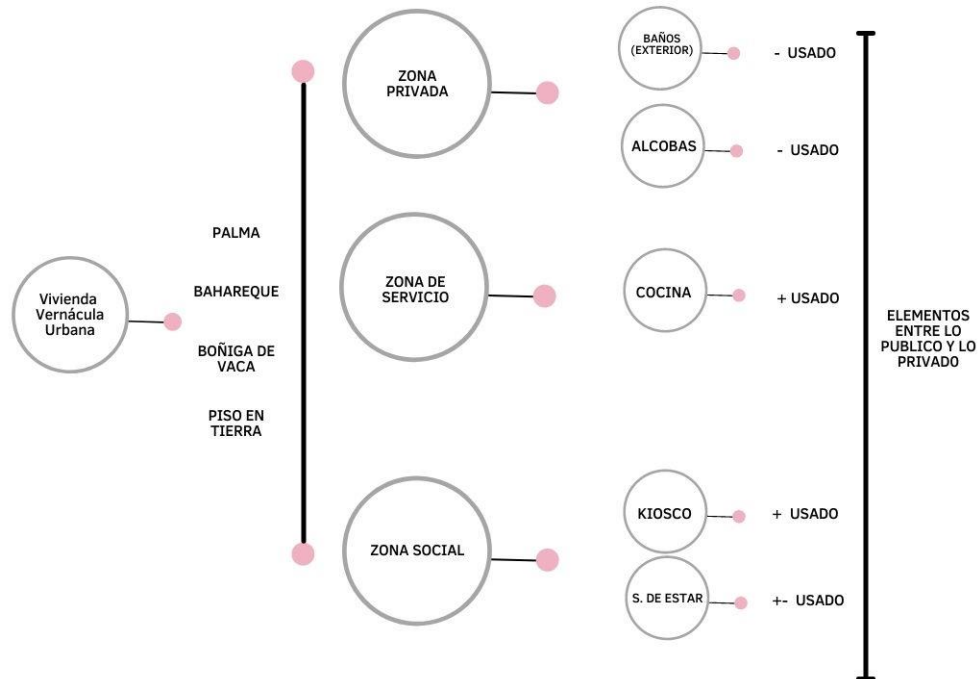 Vivienda
Vernácula
Urbana
PALMA
BAHAREQUE
BOÑIGA DE
VACA
PISO EN
TIERRA
ZONA
PRIVADA
BAÑOS
(EXTERIOR)
- USADO
ALCOBAS
- USADO
ZONA DE
SERVICIO
COCINA
+ USADO
ZONA SOCIAL
KIOSCO
+ USADO
S. DE ESTAR
+- USADO
ELEMENTOS
ENTRE LO
PUBLICO Y LO
PRIVADO